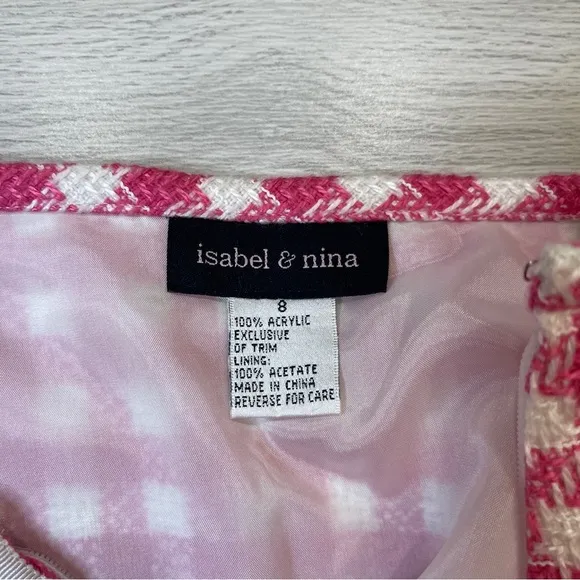 isabel & nina
8
100% ACRYLIC
EXCLUSIVE
OF TRIM
LINING:
100% ACETATE
MADE IN CHINA
REVERSE FOR CARE